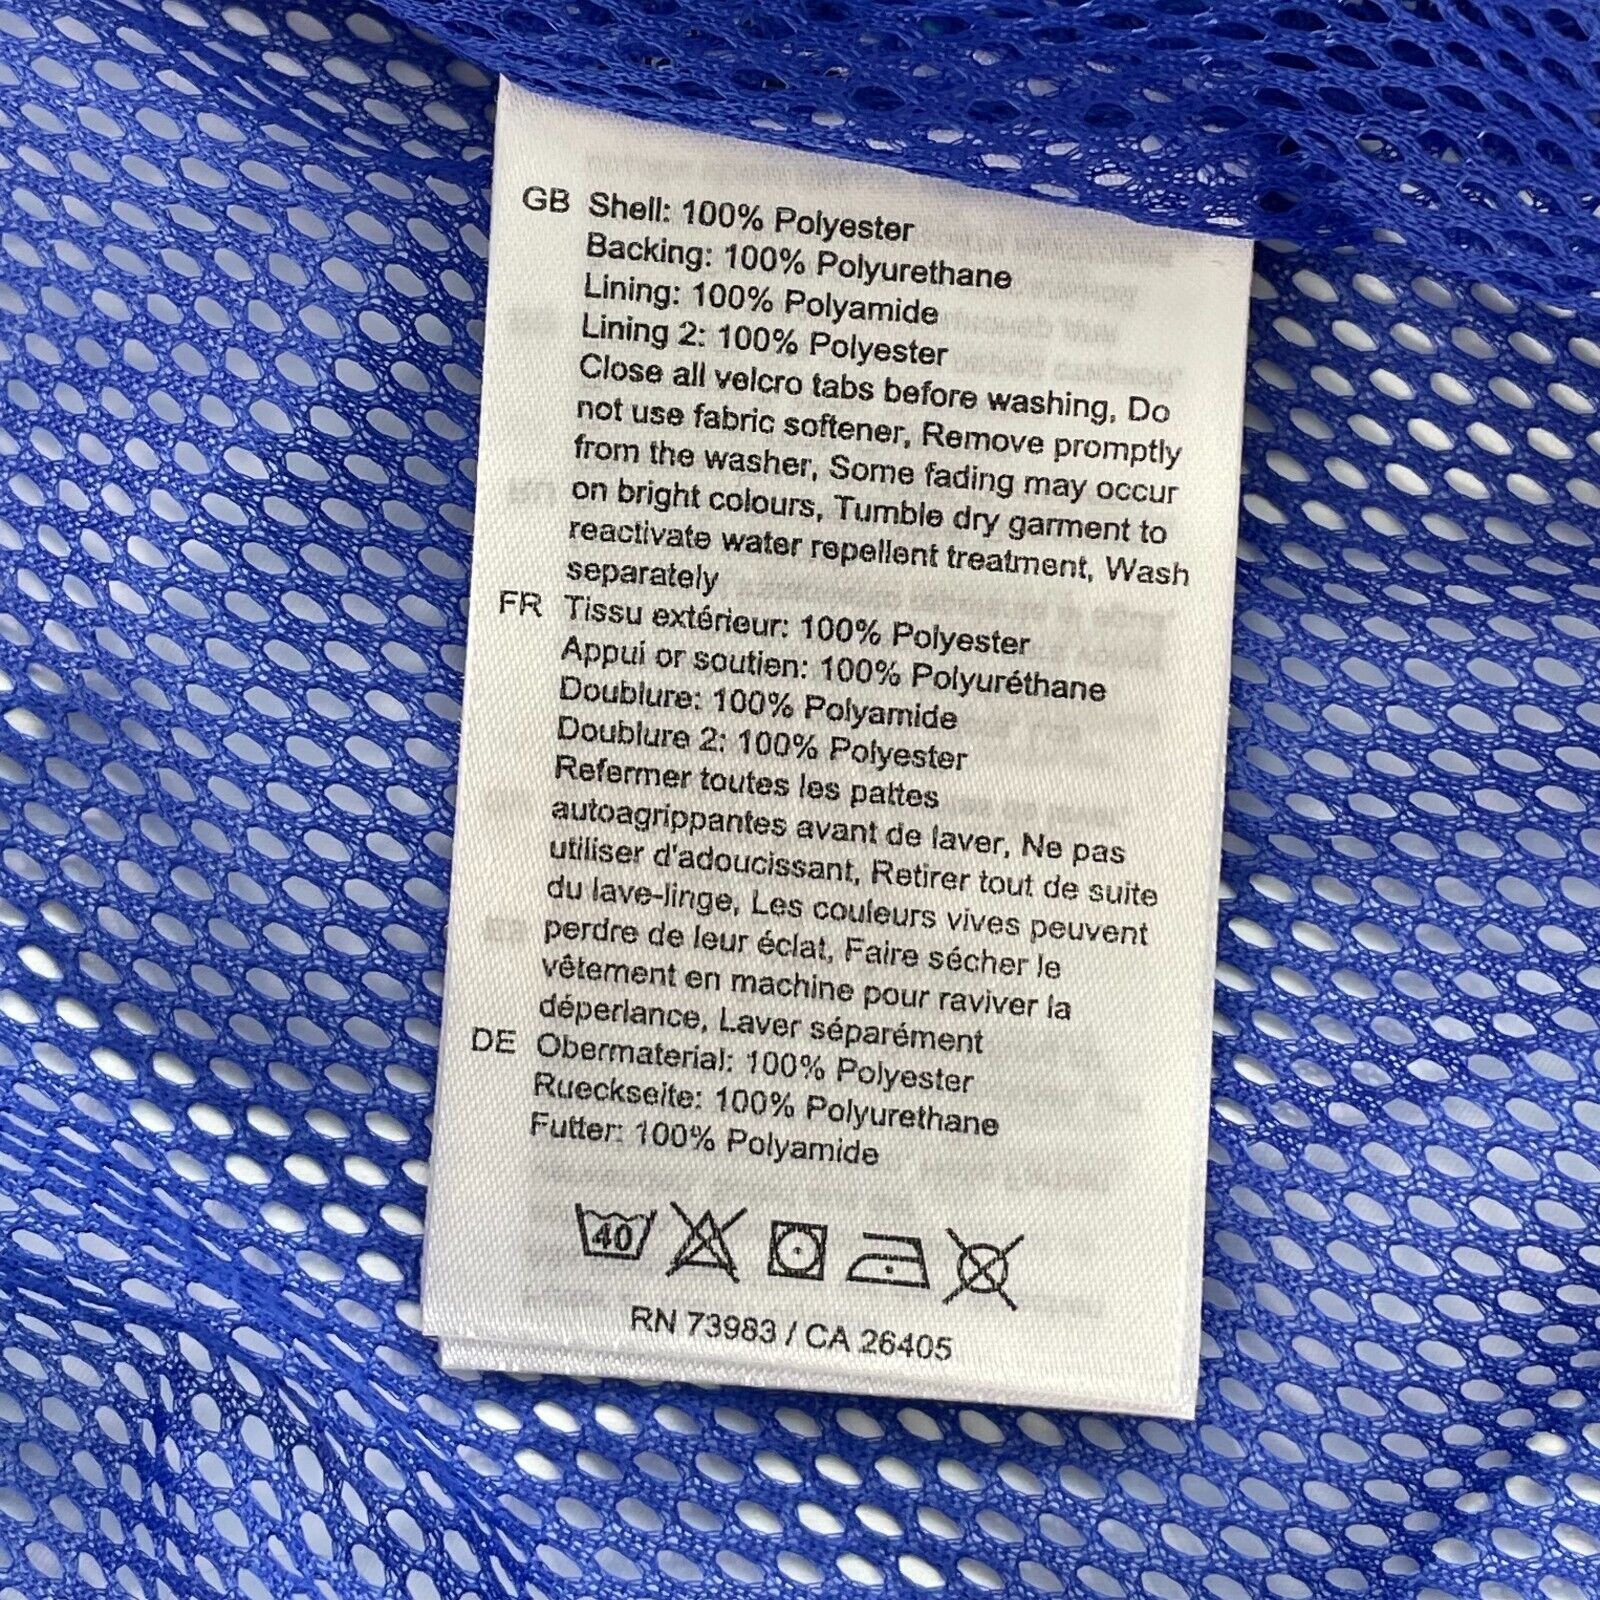 GB Shell: 100% Polyester
Backing: 100% Polyurethane
Lining: 100% Polyamide
Lining 2: 100% Polyester
Close all velcro tabs before washing, Do
not use fabric softener, Remove promptly
from the washer, Some fading may occur
on bright colours, Tumble dry garment to
reactivate water repellent treatment, Wash
separately
FR Tissu extérieur: 100% Polyester
Appui or soutien: 100% Polyuréthane
Doublure: 100% Polyamide
Doublure 2: 100% Polyester
Refermer toutes les pattes
autoagrippantes avant de laver, Ne pas
utiliser d'adoucissant, Retirer tout de suite
du lave-linge, Les couleurs vives peuvent
perdre de leur éclat, Faire sécher le
vêtement en machine pour raviver la
déperlance, Laver séparément
DE Obermaterial: 100% Polyester
Rueckseite: 100% Polyurethane
Futter: 100% Polyamide
40
RN 73983 / CA 26405